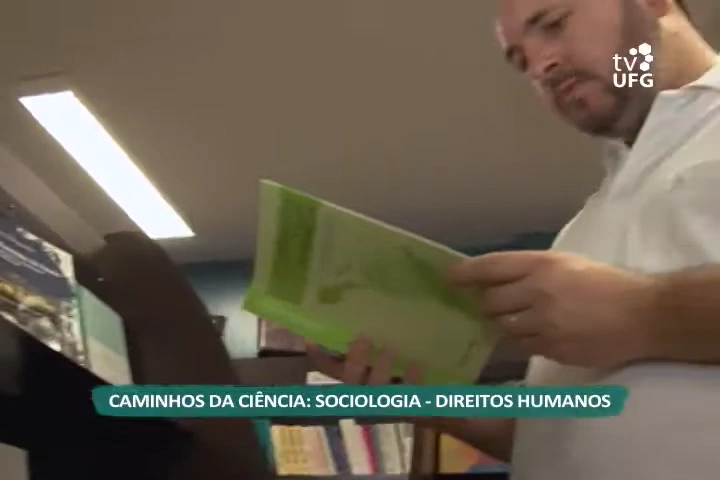 tv
UFG
CAMINHOS DA CIÊNCIA: SOCIOLOGIA - DIREITOS HUMANOS